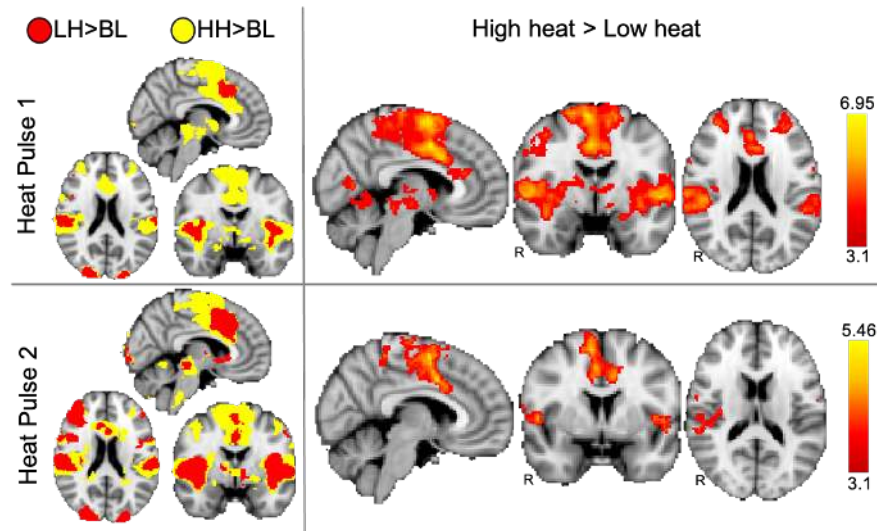 LH>BL HH>BL
High heat > Low heat
Heat Pulse 1
6.95
3.1
R
R
Heat Pulse 2
5.46
3.1
R
R